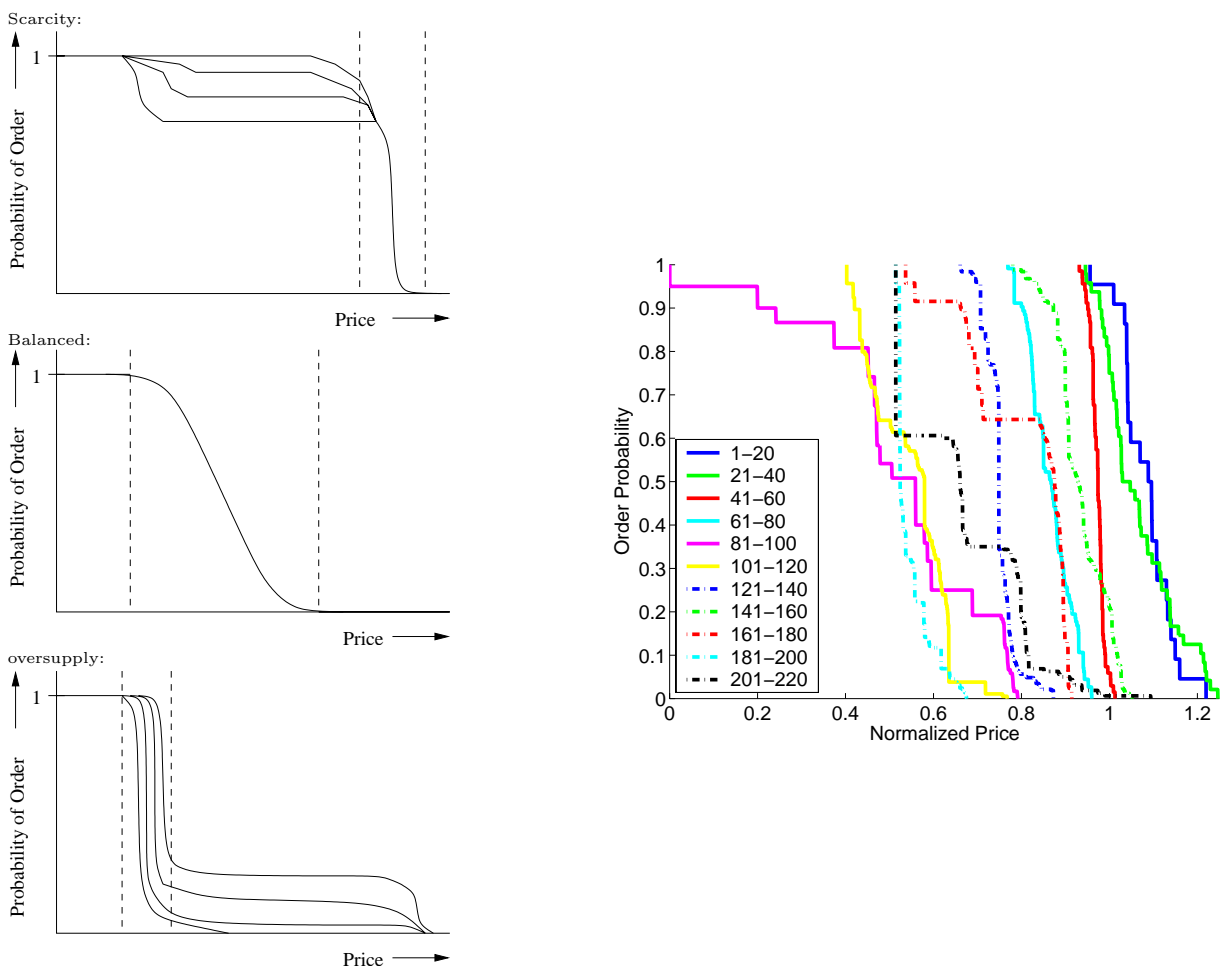 Scarcity:
1
Probability of Order
Price
Balanced:
1
Probability of Order
Price
oversupply:
1
Probability of Order
Price
1
0.9
0.8
0.7
0.6
0.5
0.4
0.3
0.2
0.1
0
Order Probability
1−20
21−40
41−60
61−80
81−100
101−120
121−140
141−160
161−180
181−200
201−220
0 0.2 0.4 0.6 0.8 1 1.2
Normalized Price